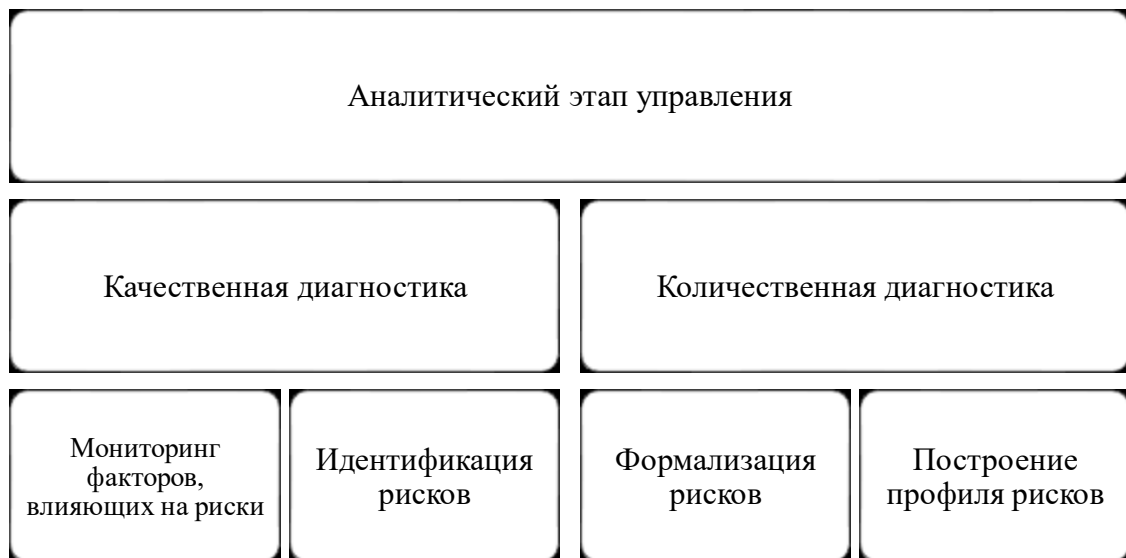 Аналитический этап управления
Качественная диагностика
Количественная диагностика
Мониторинг
факторов,
влияющих на риски
Идентификация
рисков
Формализация
рисков
Построение
профиля рисков